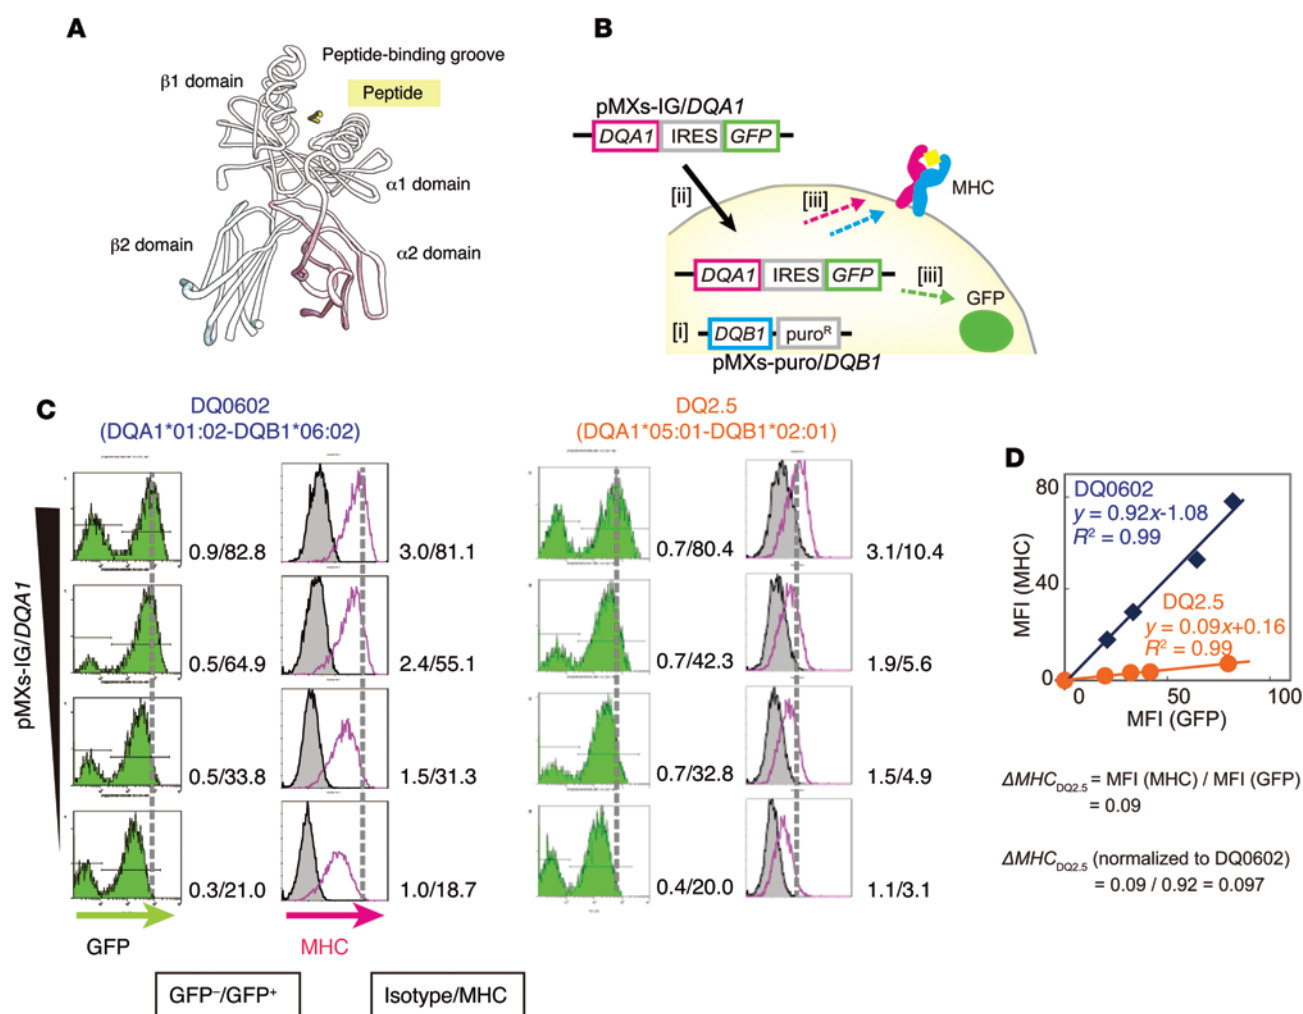 A
Peptide-binding groove
β1 domain
Peptide
α1 domain
β2 domain
α2 domain
B
pMXs-IG/DQA1
DQA1 IRES GFP
[ii]
[iii]
MHC
DQA1 IRES GFP
[iii]
GFP
[i]
DQB1 puroR
pMXs-puro/DQB1
C
DQ0602
(DQA1*01:02-DQB1*06:02)
DQ2.5
(DQA1*05:01-DQB1*02:01)
pMXs-IG/DQA1
0.9/82.8 3.0/81.1 0.7/80.4 3.1/10.4
0.5/64.9 2.4/55.1 0.7/42.3 1.9/5.6
0.5/33.8 1.5/31.3 0.7/32.8 1.5/4.9
0.3/21.0 1.0/18.7 0.4/20.0 1.1/3.1
GFP
MHC
GFP⁻/GFP⁺
Isotype/MHC
D
80
40
0
MFI (MHC)
DQ0602
y = 0.92x-1.08
R² = 0.99
DQ2.5
y = 0.09x+0.16
R² = 0.99
0 50 100
MFI (GFP)
ΔMHC DQ2.5 = MFI (MHC) / MFI (GFP)
= 0.09
ΔMHC DQ2.5 (normalized to DQ0602)
= 0.09 / 0.92 = 0.097